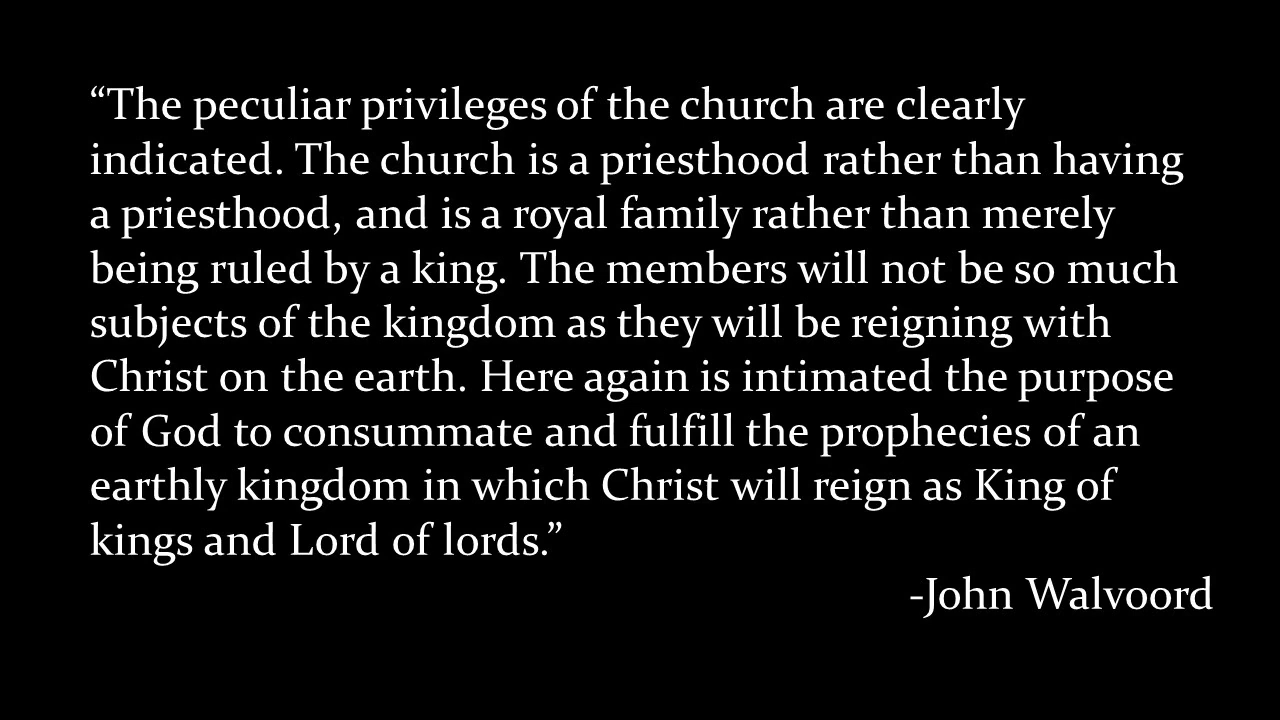 “The peculiar privileges of the church are clearly
indicated. The church is a priesthood rather than having
a priesthood, and is a royal family rather than merely
being ruled by a king. The members will not be so much
subjects of the kingdom as they will be reigning with
Christ on the earth. Here again is intimated the purpose
of God to consummate and fulfill the prophecies of an
earthly kingdom in which Christ will reign as King of
kings and Lord of lords.”
-John Walvoord